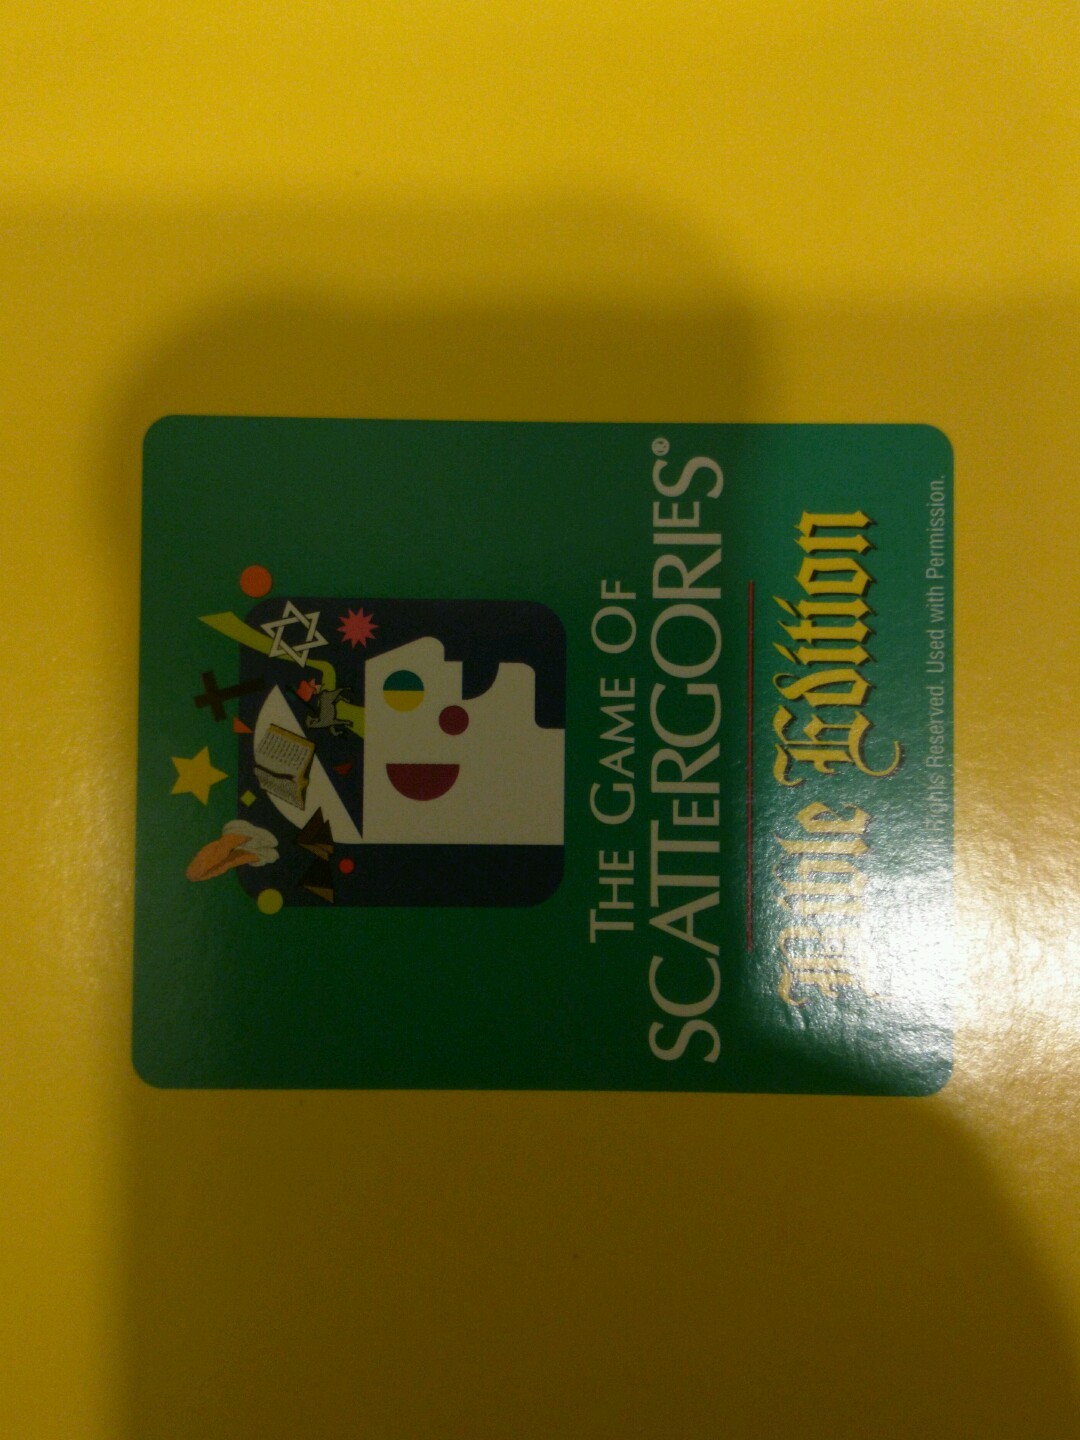 THE GAME OF
SCATTERGORIES®
Bible Edition
Rights Reserved. Used with Permission.